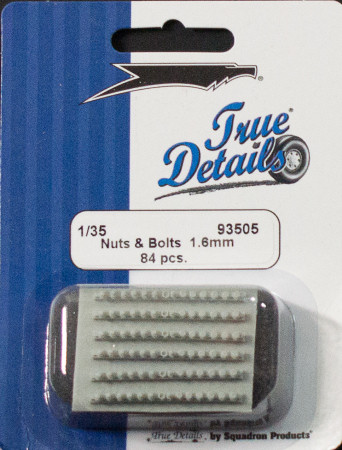 ®
True
Details®
1/35 93505
Nuts & Bolts 1.6mm
84 pcs.
True Details, by Squadron Products®